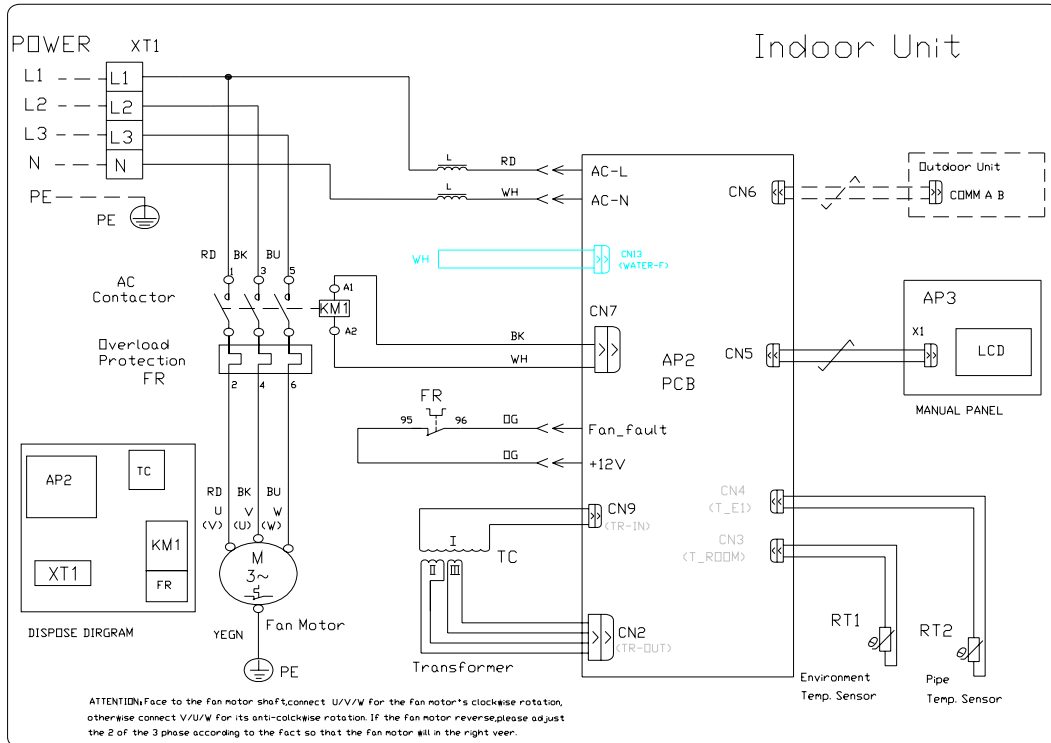 Indoor Unit
POWER XT1
L1 L1
L2 L2
L3 L3
N N
PE
PE
L RD AC-L
L WH AC-N
CN6
Outdoor Unit
COMM A B
WH
CN13
(WATER-F)
RD BK BU
1 3 5
AC
Contactor
KM1
A1
A2
Overload
Protection
FR
2 4 6
BK
WH
CN7
AP2
PCB
CN5
AP3
X1
LCD
MANUAL PANEL
FR
95 96 OG Fan_fault
OG +12V
AP2
TC
KM1
XT1
FR
DISPOSE DIRGRAM
RD BK BU
U V W
(V) (U) (W)
M
3~
Fan Motor
YEGN
PE
CN9
(TR-IN)
I
II III
TC
CN2
(TR-OUT)
Transformer
CN4
(T_E1)
CN3
(T_ROOM)
RT1
θ
Environment
Temp. Sensor
RT2
θ
Pipe
Temp. Sensor
ATTENTION:Face to the fan motor shaft,connect U/V/W for the fan motor's clockwise rotation,
otherwise connect V/U/W for its anti-colckwise rotation. If the fan motor reverse,please adjust
the 2 of the 3 phase according to the fact so that the fan motor will in the right veer.